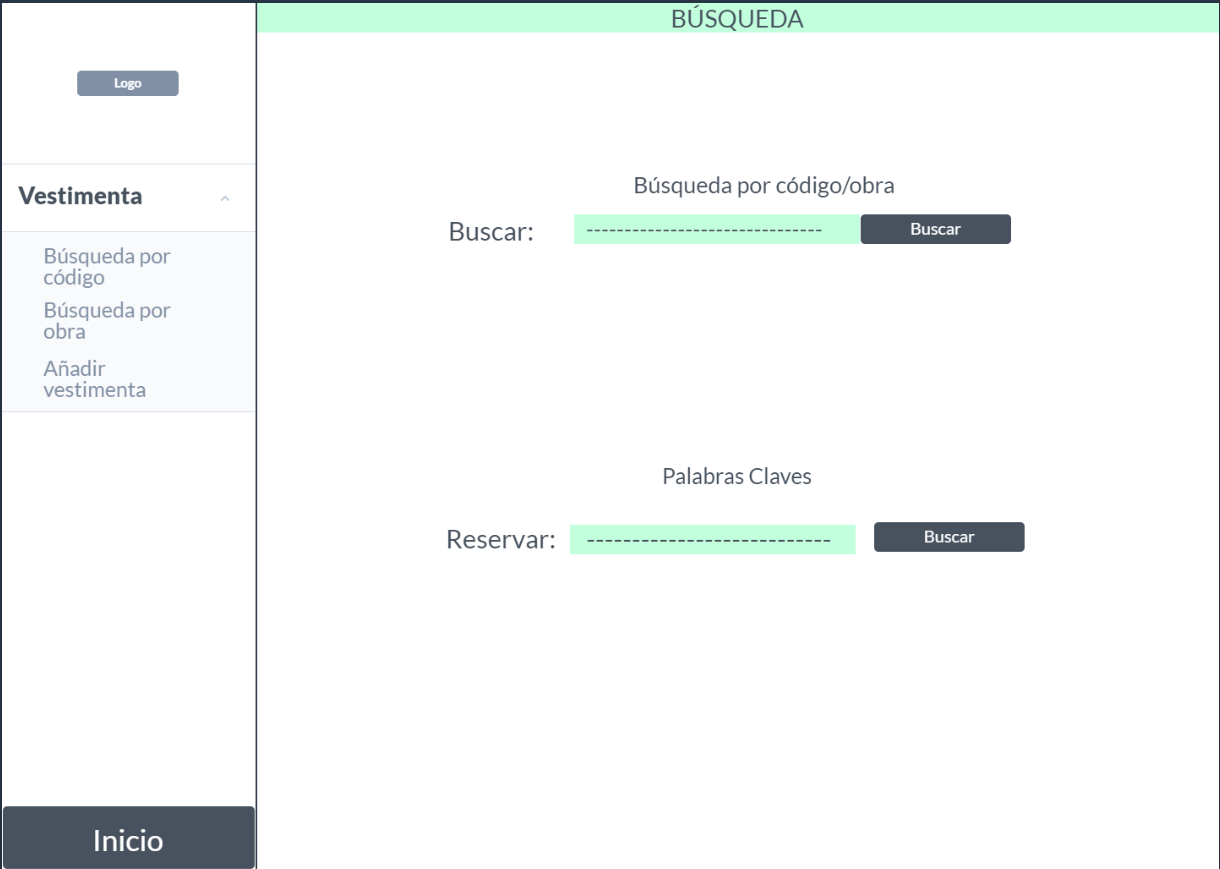 BÚSQUEDA
Logo
Vestimenta
Búsqueda por
código
Búsqueda por
obra
Añadir
vestimenta
Inicio
Búsqueda por código/obra
Buscar: ------------------------------- Buscar
Palabras Claves
Reservar: --------------------------- Buscar